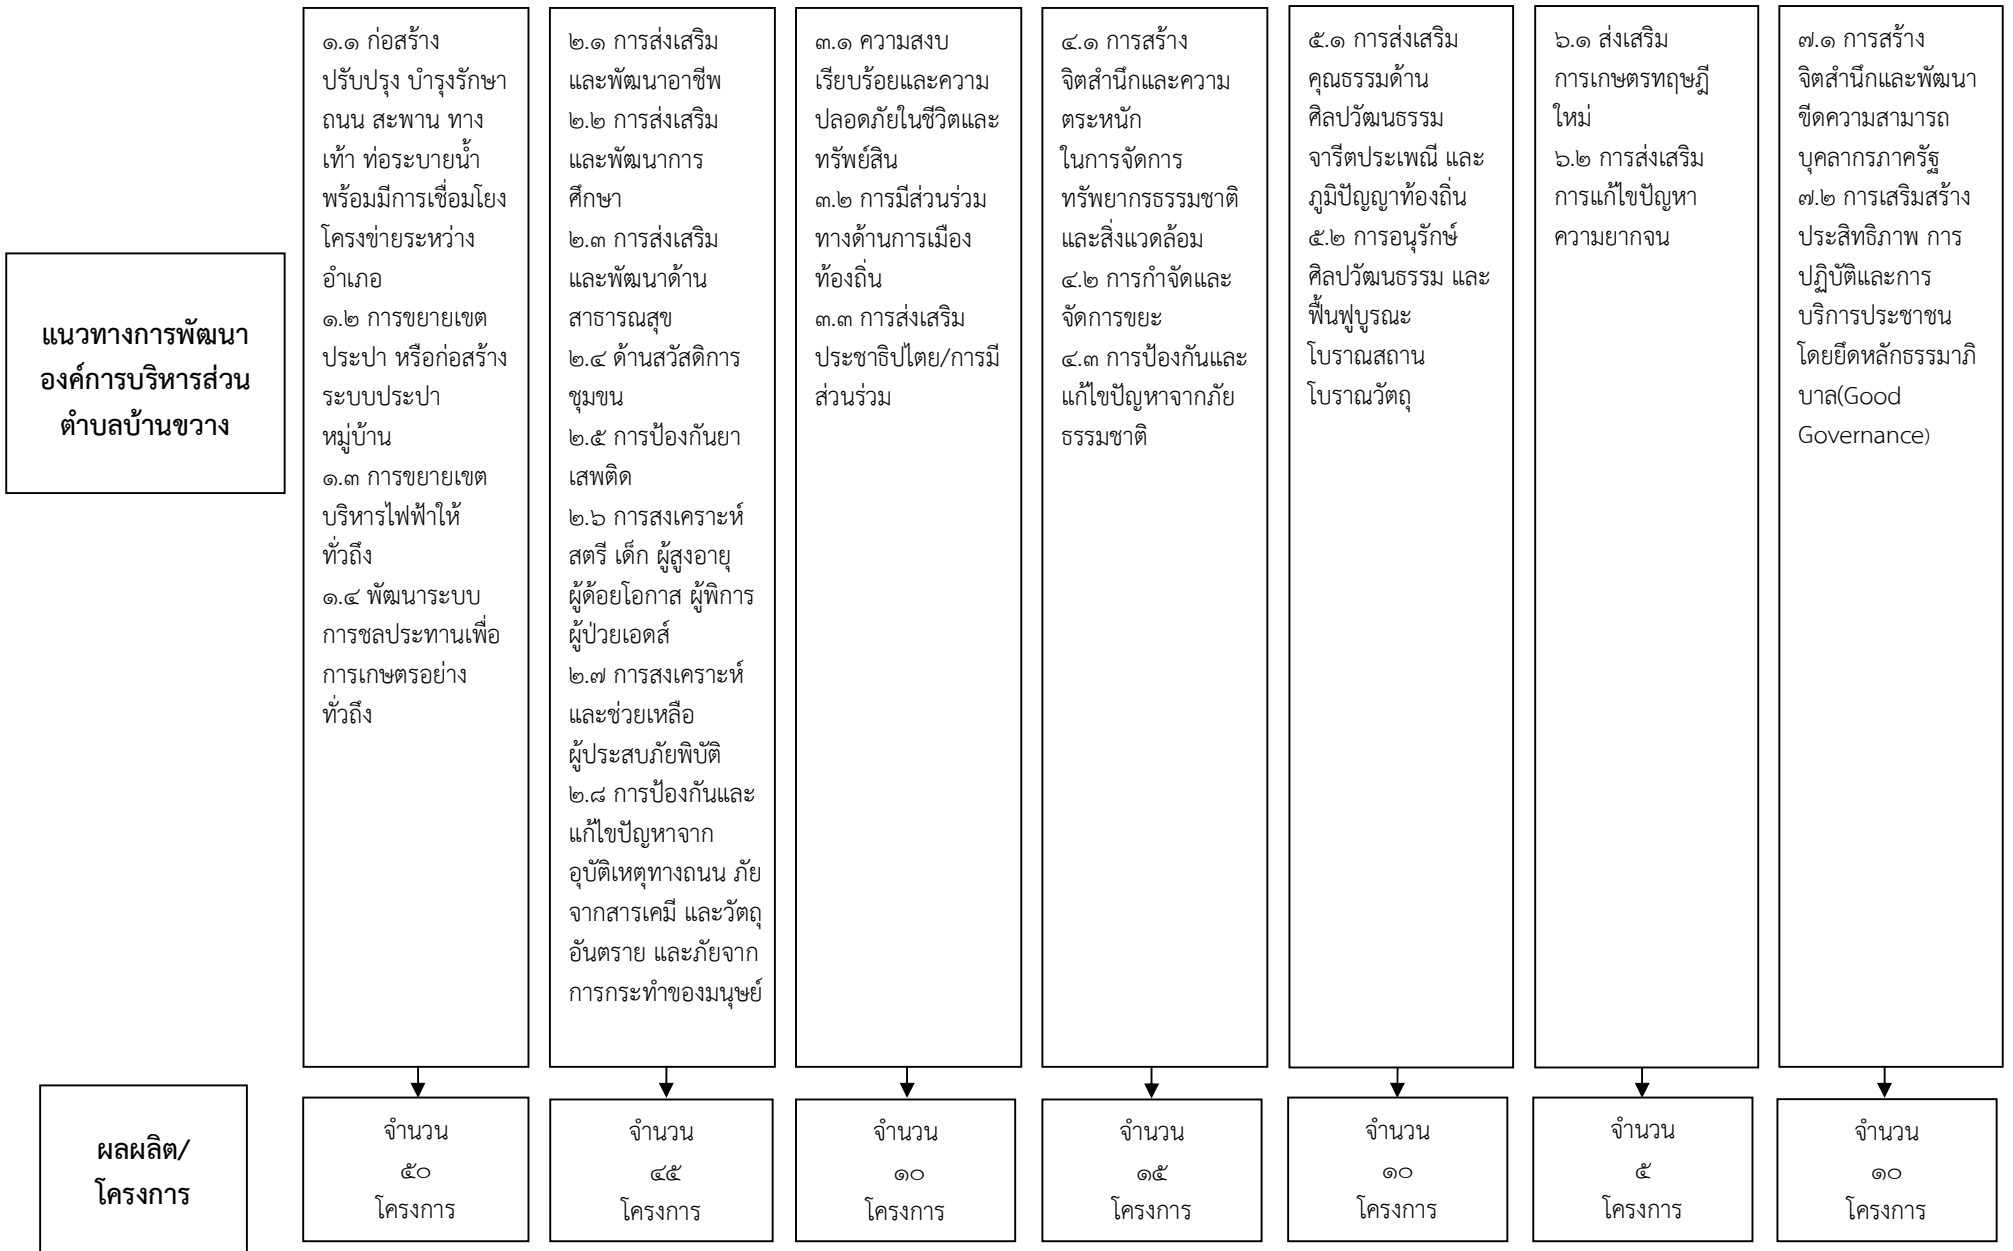 แนวทางการพัฒนา
องค์การบริหารส่วน
ตำบลบ้านขวาง
๑.๑ ก่อสร้าง
ปรับปรุง บำรุงรักษา
ถนน สะพาน ทาง
เท้า ท่อระบายน้ำ
พร้อมมีการเชื่อมโยง
โครงข่ายระหว่าง
อำเภอ
๑.๒ การขยายเขต
ประปา หรือก่อสร้าง
ระบบประปา
หมู่บ้าน
๑.๓ การขยายเขต
บริหารไฟฟ้าให้
ทั่วถึง
๑.๔ พัฒนาระบบ
การชลประทานเพื่อ
การเกษตรอย่าง
ทั่วถึง
๒.๑ การส่งเสริม
และพัฒนาอาชีพ
๒.๒ การส่งเสริม
และพัฒนาการ
ศึกษา
๒.๓ การส่งเสริม
และพัฒนาด้าน
สาธารณสุข
๒.๔ ด้านสวัสดิการ
ชุมขน
๒.๕ การป้องกันยา
เสพติด
๒.๖ การสงเคราะห์
สตรี เด็ก ผู้สูงอายุ
ผู้ด้อยโอกาส ผู้พิการ
ผู้ป่วยเอดส์
๒.๗ การสงเคราะห์
และช่วยเหลือ
ผู้ประสบภัยพิบัติ
๒.๘ การป้องกันและ
แก้ไขปัญหาจาก
อุบัติเหตุทางถนน ภัย
จากสารเคมี และวัตถุ
อันตราย และภัยจาก
การกระทำของมนุษย์
๓.๑ ความสงบ
เรียบร้อยและความ
ปลอดภัยในชีวิตและ
ทรัพย์สิน
๓.๒ การมีส่วนร่วม
ทางด้านการเมือง
ท้องถิ่น
๓.๓ การส่งเสริม
ประชาธิปไตย/การมี
ส่วนร่วม
๔.๑ การสร้าง
จิตสำนึกและความ
ตระหนัก
ในการจัดการ
ทรัพยากรธรรมชาติ
และสิ่งแวดล้อม
๔.๒ การกำจัดและ
จัดการขยะ
๔.๓ การป้องกันและ
แก้ไขปัญหาจากภัย
ธรรมชาติ
๕.๑ การส่งเสริม
คุณธรรมด้าน
ศิลปวัฒนธรรม
จารีตประเพณี และ
ภูมิปัญญาท้องถิ่น
๕.๒ การอนุรักษ์
ศิลปวัฒนธรรม และ
ฟื้นฟูบูรณะ
โบราณสถาน
โบราณวัตถุ
๖.๑ ส่งเสริม
การเกษตรทฤษฎี
ใหม่
๖.๒ การส่งเสริม
การแก้ไขปัญหา
ความยากจน
๗.๑ การสร้าง
จิตสำนึกและพัฒนา
ขีดความสามารถ
บุคลากรภาครัฐ
๗.๒ การเสริมสร้าง
ประสิทธิภาพ การ
ปฏิบัติและการ
บริการประชาชน
โดยยึดหลักธรรมาภิ
บาล(Good
Governance)
ผลผลิต/
โครงการ
จำนวน
๕๐
โครงการ
จำนวน
๔๕
โครงการ
จำนวน
๑๐
โครงการ
จำนวน
๑๕
โครงการ
จำนวน
๑๐
โครงการ
จำนวน
๕
โครงการ
จำนวน
๑๐
โครงการ